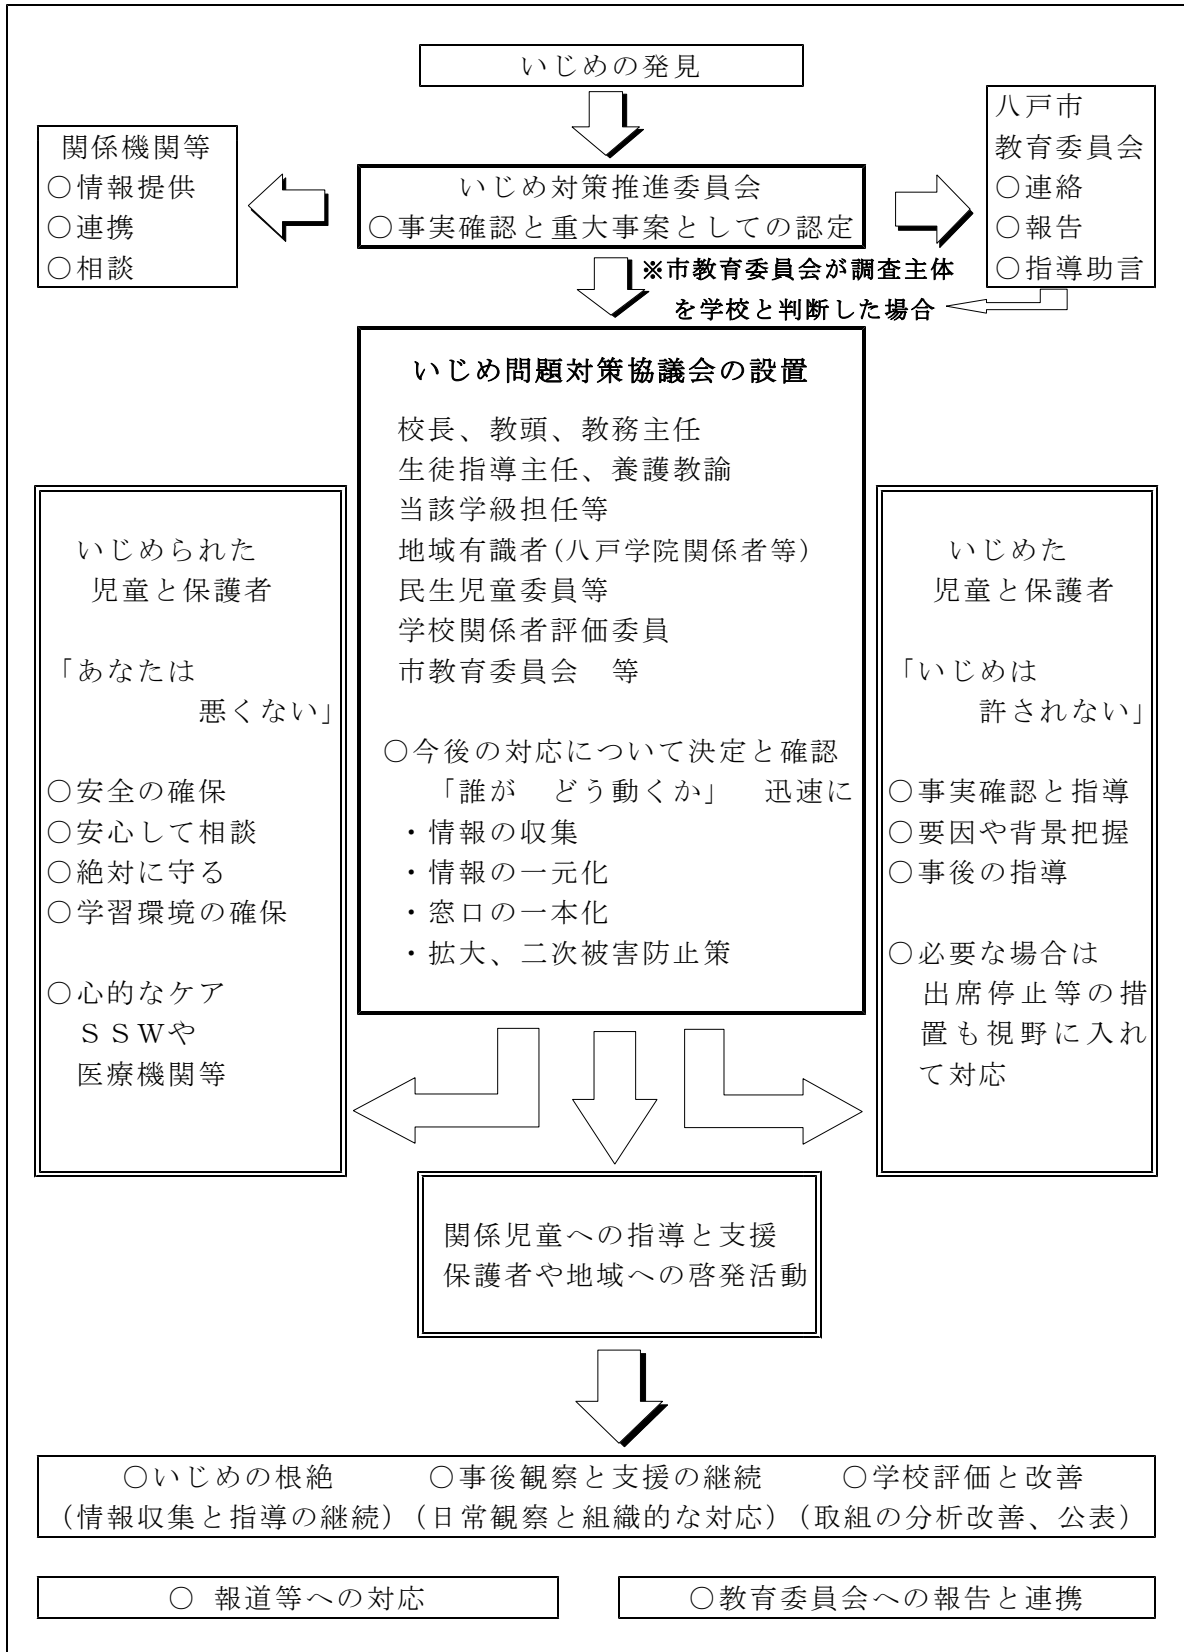 いじめの発見
関係機関等
○情報提供
○連携
○相談
いじめ対策推進委員会
○事実確認と重大事案としての認定
八戸市
教育委員会
○連絡
○報告
○指導助言
※市教育委員会が調査主体
を学校と判断した場合
いじめ問題対策協議会の設置
校長、教頭、教務主任
生徒指導主任、養護教諭
当該学級担任等
地域有識者(八戸学院関係者等)
民生児童委員等
学校関係者評価委員
市教育委員会　等
○今後の対応について決定と確認
「誰が　どう動くか」　迅速に
・情報の収集
・情報の一元化
・窓口の一本化
・拡大、二次被害防止策
いじめられた
児童と保護者
「あなたは
悪くない」
○安全の確保
○安心して相談
○絶対に守る
○学習環境の確保
○心的なケア
ＳＳＷや
医療機関等
いじめた
児童と保護者
「いじめは
許されない」
○事実確認と指導
○要因や背景把握
○事後の指導
○必要な場合は
出席停止等の措
置も視野に入れ
て対応
関係児童への指導と支援
保護者や地域への啓発活動
○いじめの根絶　○事後観察と支援の継続　○学校評価と改善
(情報収集と指導の継続)(日常観察と組織的な対応)(取組の分析改善、公表)
○ 報道等への対応
○教育委員会への報告と連携